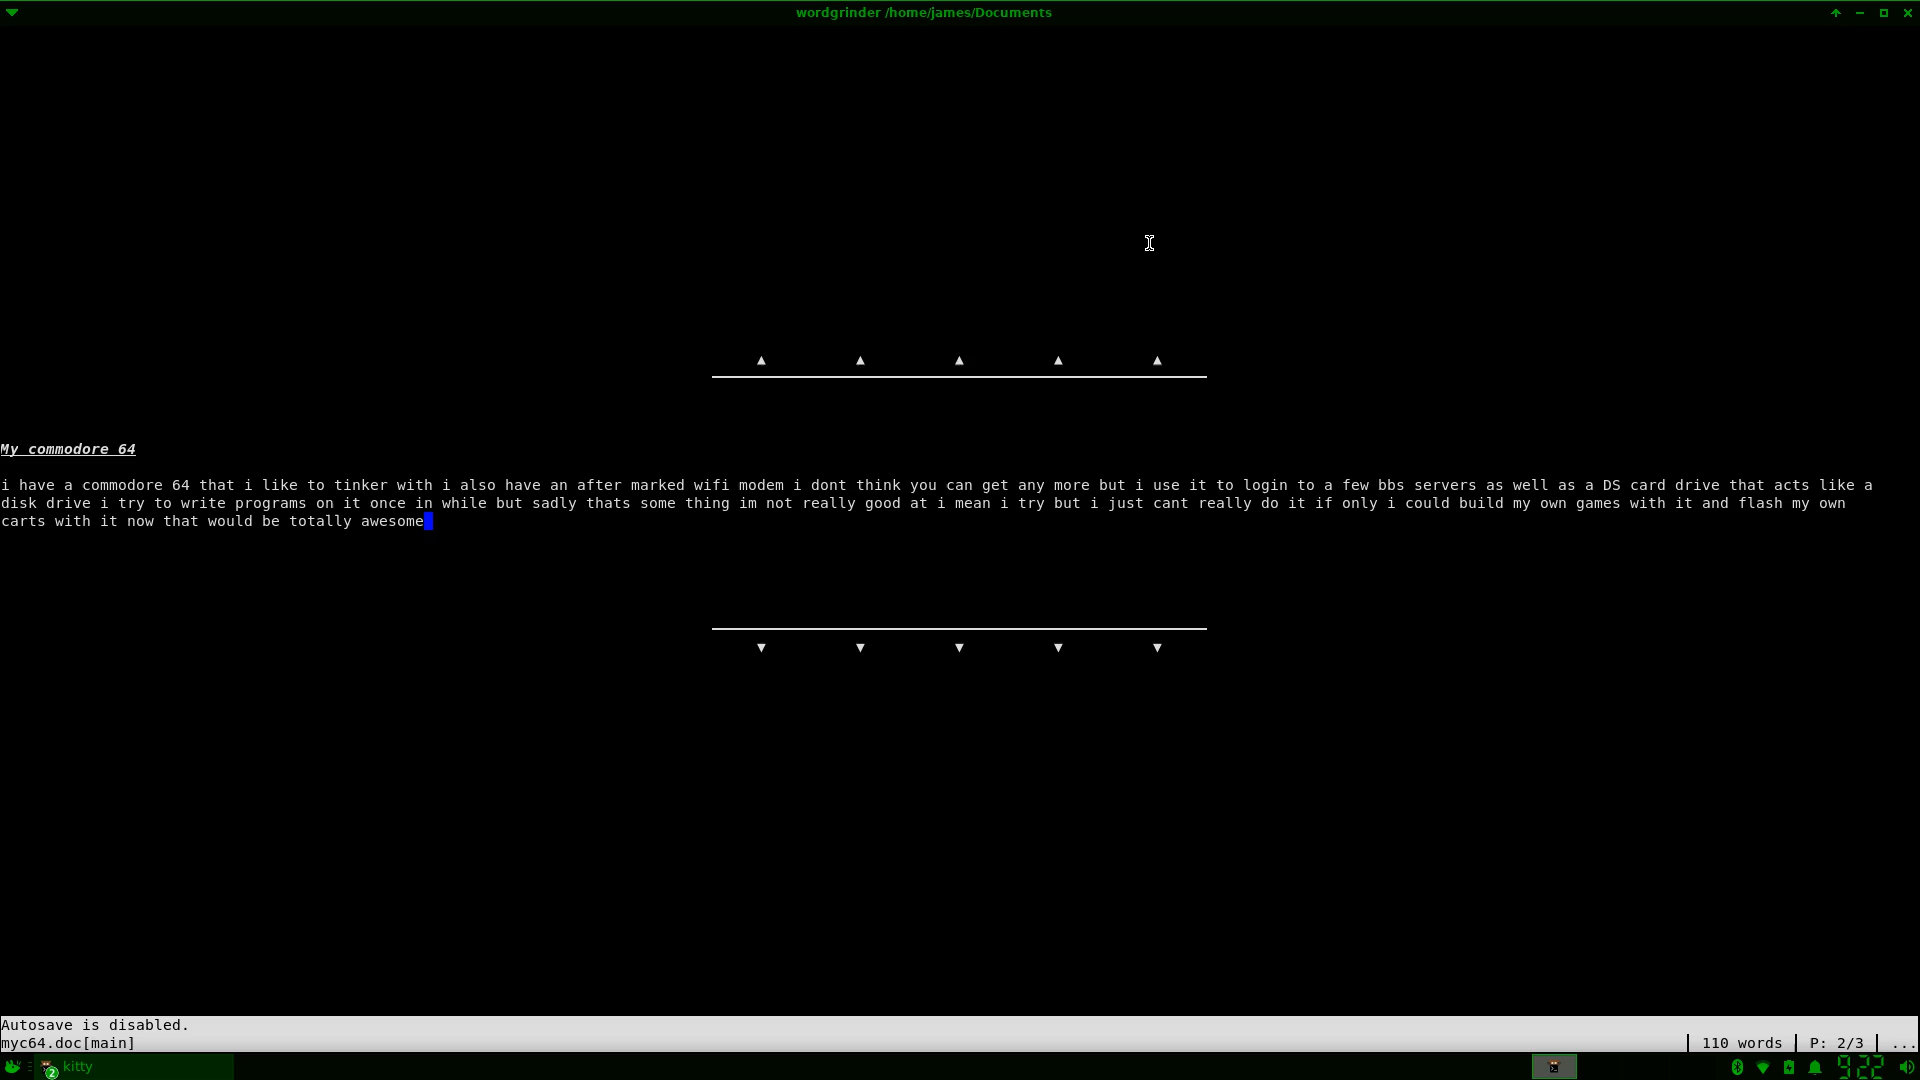 wordgrinder /home/james/Documents
My commodore 64
i have a commodore 64 that i like to tinker with i also have an after marked wifi modem i dont think you can get any more but i use it to login to a few bbs servers as well as a DS card drive that acts like a
disk drive i try to write programs on it once in while but sadly thats some thing im not really good at i mean i try but i just cant really do it if only i could build my own games with it and flash my own
carts with it now that would be totally awesome
Autosave is disabled.
myc64.doc[main] | 110 words | P: 2/3 | ...
2 kitty 9:22